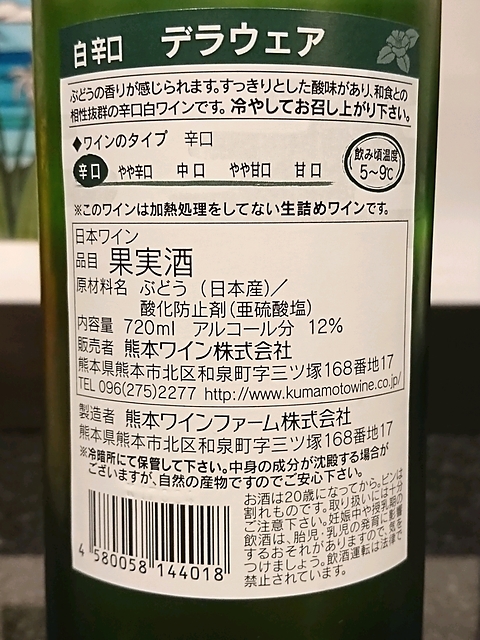 白辛口 デラウェア
ぶどうの香りが感じられます。すっきりとした酸味があり、和食との
相性抜群の辛口白ワインです。冷やしてお召し上がり下さい。
◆ワインのタイプ 辛口
辛口 やや辛口 中口 やや甘口 甘口
飲み頃温度
5～9℃
※このワインは加熱処理をしてない生詰めワインです。
日本ワイン
品目 果実酒
原材料名 ぶどう（日本産）／
酸化防止剤（亜硫酸塩）
内容量 720ml アルコール分 12%
販売者 熊本ワイン株式会社
熊本県熊本市北区和泉町字三ツ塚168番地17
TEL 096(275)2277 http://www.kumamotowine.co.jp/
製造者 熊本ワインファーム株式会社
熊本県熊本市北区和泉町字三ツ塚168番地17
※冷暗所にて保管して下さい。中身の成分が沈殿する場合が
ございますが、自然の産物ですのでご安心下さい。
4 580058 144018
お酒は20歳になってから。ビンは
割れものです。取り扱いには十分
ご注意下さい。妊娠中や授乳期の
飲酒は、胎児・乳児の発育に影響
するおそれがありますので、気を
つけましょう。飲酒運転は法律で
禁止されています。